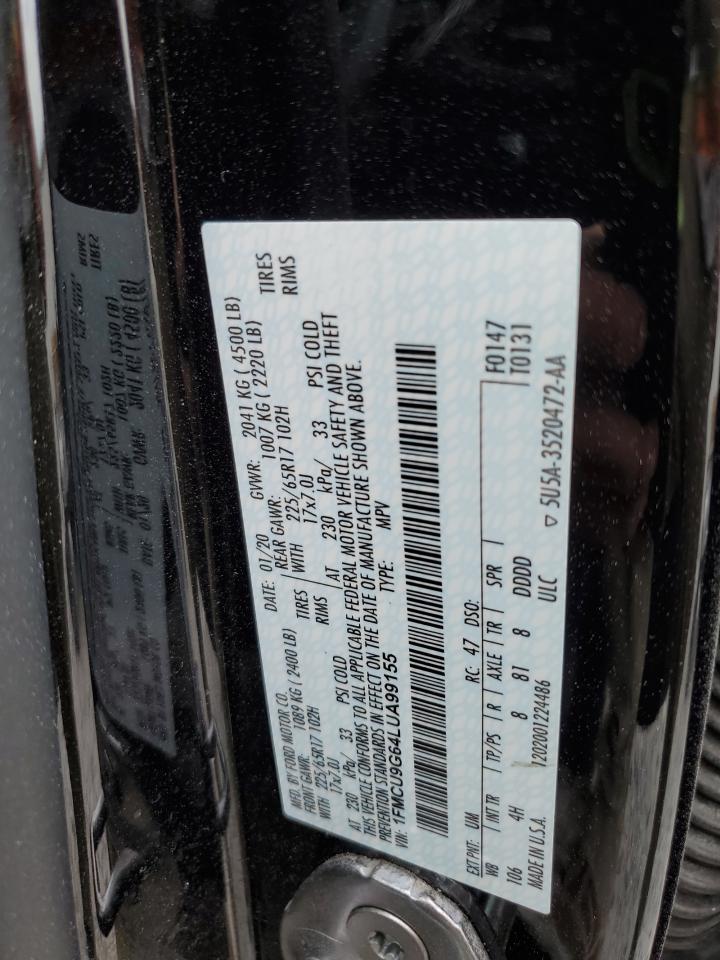 MFD. BY FORD MOTOR CO.
DATE: 01/20 GVWR: 2041 KG ( 4500 LB)
FRONT GAWR: 1089 KG ( 2400 LB) REAR GAWR: 1007 KG ( 2220 LB)
WITH 225/65R17 102H TIRES WITH 225/65R17 102H TIRES
17x7.0J RIMS 17x7.0J RIMS
AT 230 kPa/ 33 PSI COLD AT 230 kPa/ 33 PSI COLD
THIS VEHICLE CONFORMS TO ALL APPLICABLE FEDERAL MOTOR VEHICLE SAFETY AND THEFT
PREVENTION STANDARDS IN EFFECT ON THE DATE OF MANUFACTURE SHOWN ABOVE.
VIN: 1FMCU9G64LUA99155 TYPE: MPV
EXT PNT: UM RC: 47 DSO: F0147
T0131
WB INT TR TP/PS R AXLE TR SPR
106 4H 8 81 8 DDDD
MADE IN U.S.A. 1202001224486 ULC ▽ 5U5A-3520472-AA